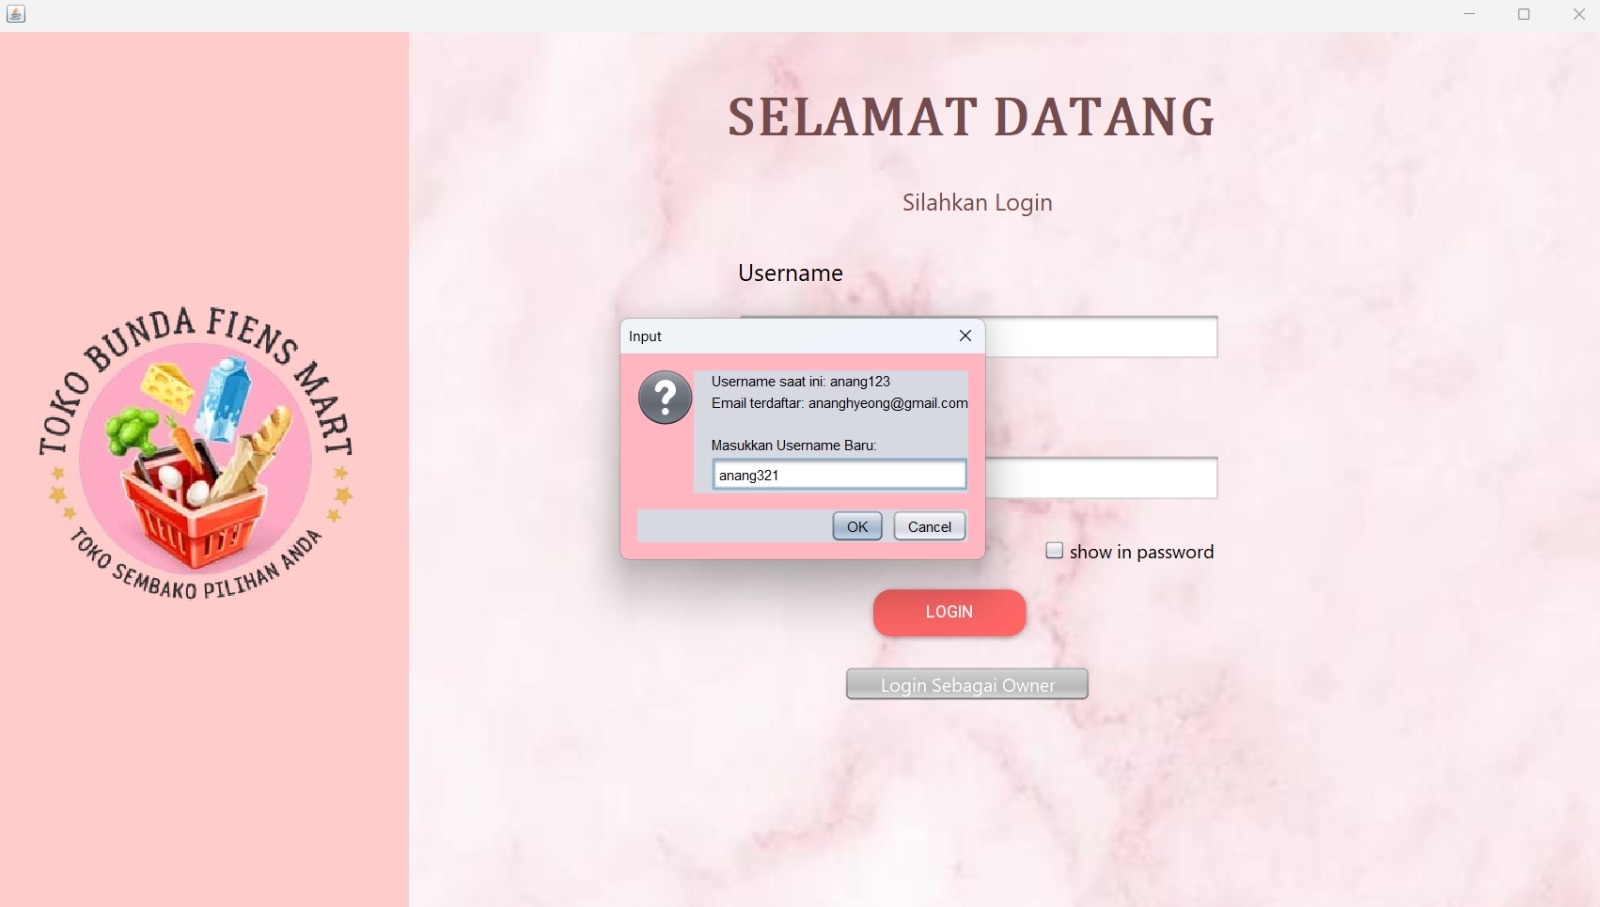 TOKO BUNDA FIENS MART
TOKO SEMBAKO PILIHAN ANDA
SELAMAT DATANG
Silahkan Login
Username
Input
?
Username saat ini: anang123
Email terdaftar: ananghyeong@gmail.com
Masukkan Username Baru:
anang321
OK Cancel
show in password
LOGIN
Login Sebagai Owner